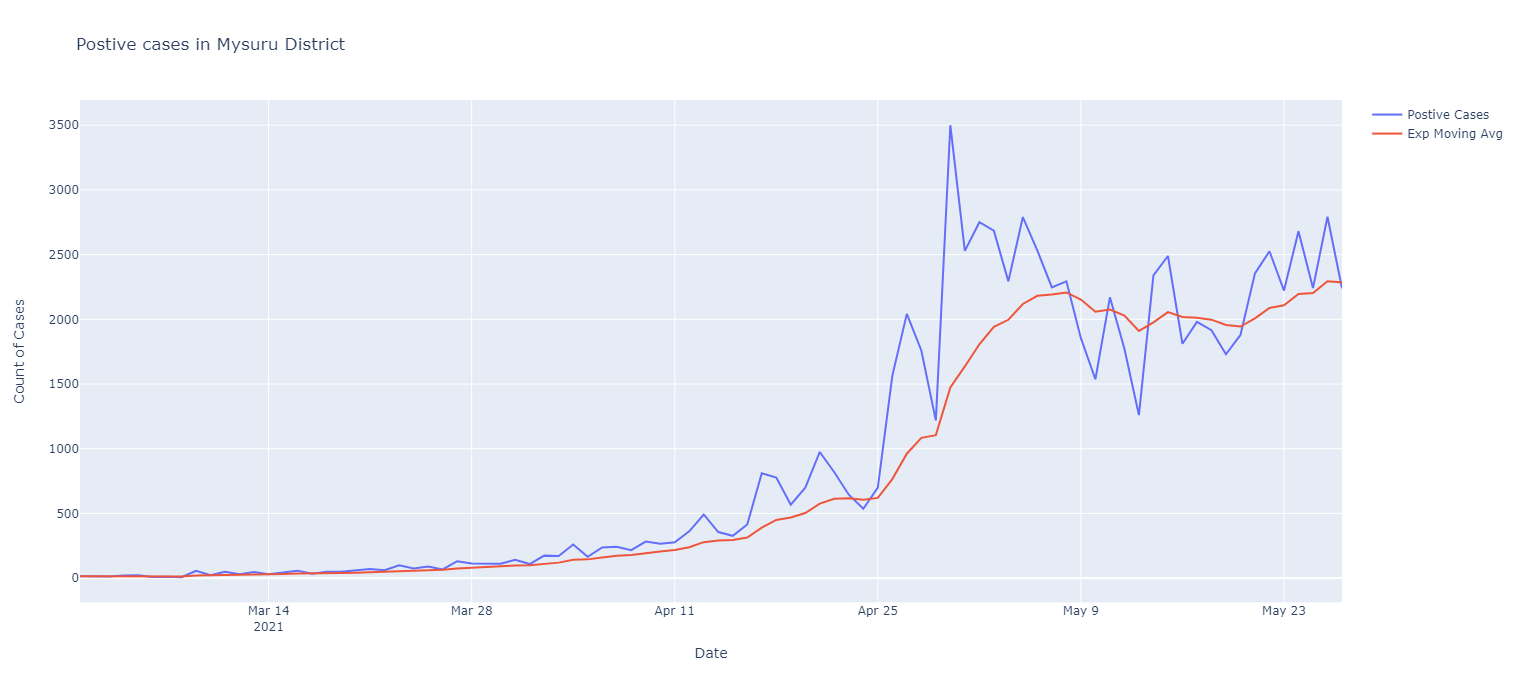 Postive cases in Mysuru District
Postive Cases
Exp Moving Avg
3500
3000
2500
2000
1500
1000
500
0
Count of Cases
Mar 14
2021
Mar 28
Apr 11
Apr 25
May 9
May 23
Date